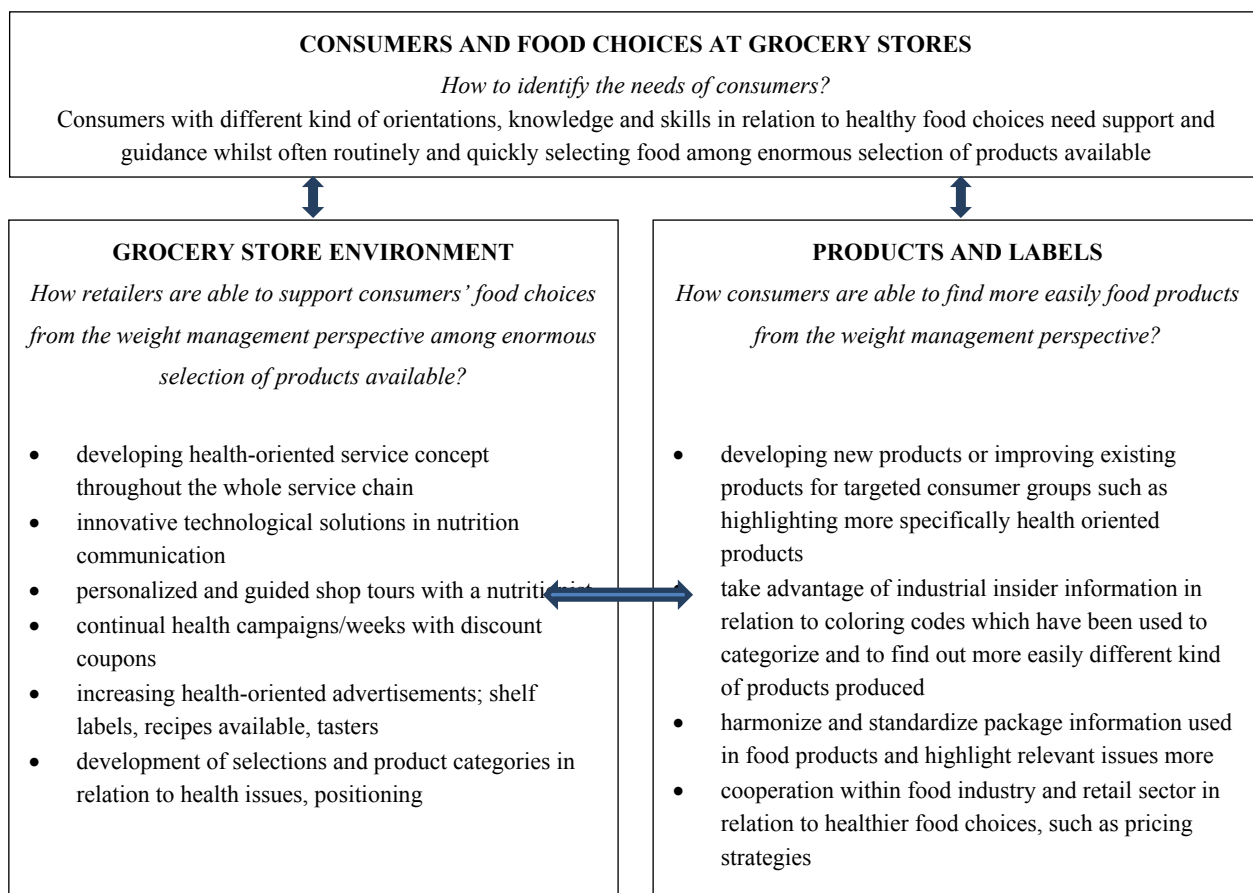 CONSUMERS AND FOOD CHOICES AT GROCERY STORES
How to identify the needs of consumers?
Consumers with different kind of orientations, knowledge and skills in relation to healthy food choices need support and
guidance whilst often routinely and quickly selecting food among enormous selection of products available
GROCERY STORE ENVIRONMENT
How retailers are able to support consumers’ food choices
from the weight management perspective among enormous
selection of products available?
• developing health-oriented service concept
throughout the whole service chain
• innovative technological solutions in nutrition
communication
• personalized and guided shop tours with a nutritionist
• continual health campaigns/weeks with discount
coupons
• increasing health-oriented advertisements; shelf
labels, recipes available, tasters
• development of selections and product categories in
relation to health issues, positioning
PRODUCTS AND LABELS
How consumers are able to find more easily food products
from the weight management perspective?
• developing new products or improving existing
products for targeted consumer groups such as
highlighting more specifically health oriented
products
• take advantage of industrial insider information in
relation to coloring codes which have been used to
categorize and to find out more easily different kind
of products produced
• harmonize and standardize package information used
in food products and highlight relevant issues more
• cooperation within food industry and retail sector in
relation to healthier food choices, such as pricing
strategies